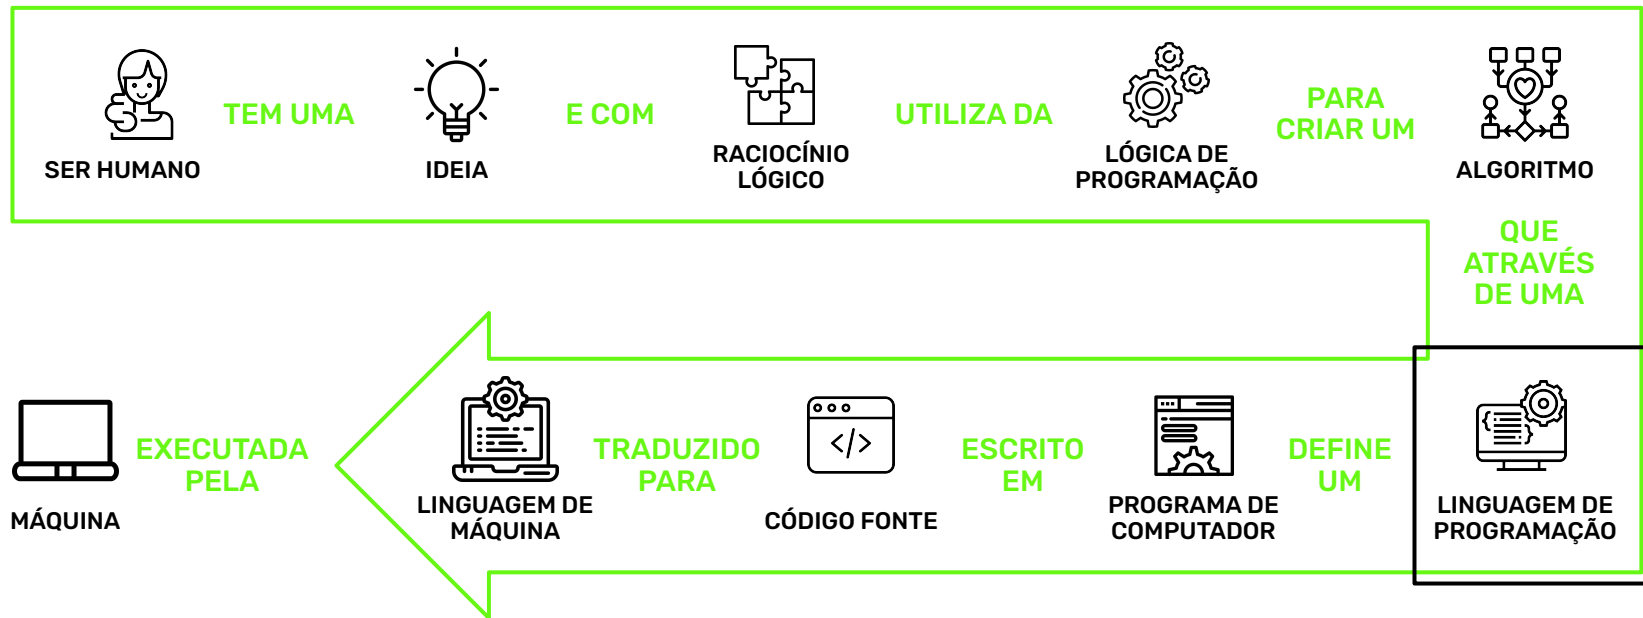 SER HUMANO
TEM UMA
IDEIA
E COM
RACIOCÍNIO
LÓGICO
UTILIZA DA
LÓGICA DE
PROGRAMAÇÃO
PARA
CRIAR UM
ALGORITMO
QUE
ATRAVÉS
DE UMA
LINGUAGEM DE
PROGRAMAÇÃO
DEFINE
UM
PROGRAMA DE
COMPUTADOR
ESCRITO
EM
CÓDIGO FONTE
TRADUZIDO
PARA
LINGUAGEM DE
MÁQUINA
EXECUTADA
PELA
MÁQUINA